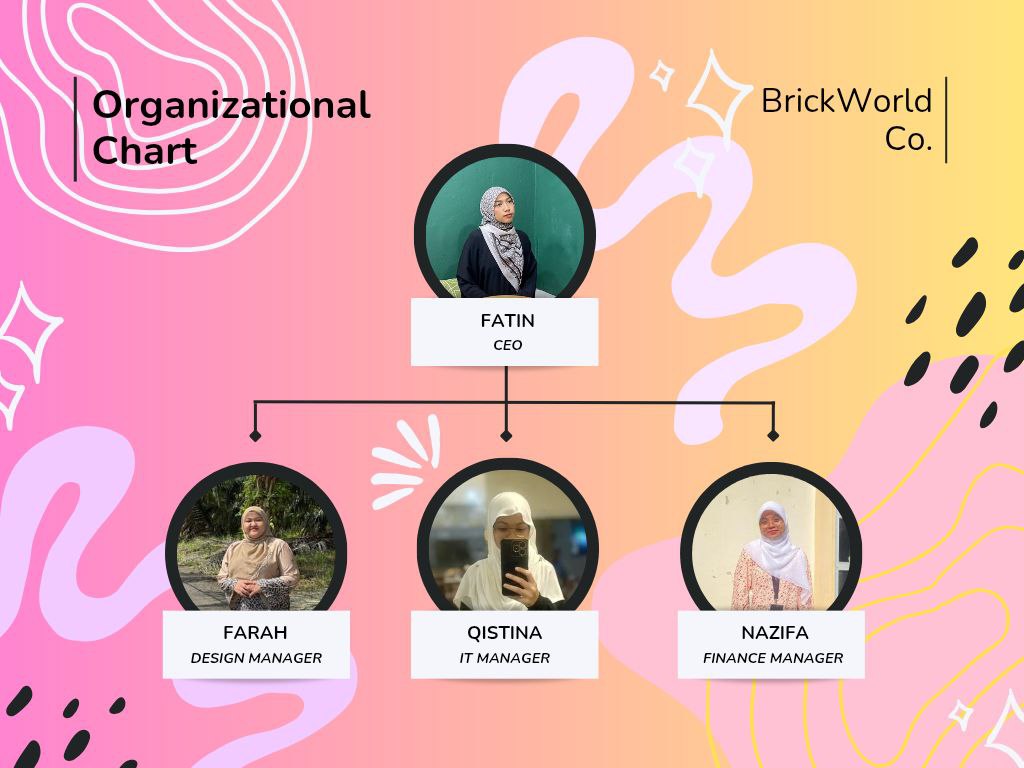 Organizational
Chart
BrickWorld
Co.
FATIN
CEO
FARAH
DESIGN MANAGER
QISTINA
IT MANAGER
NAZIFA
FINANCE MANAGER